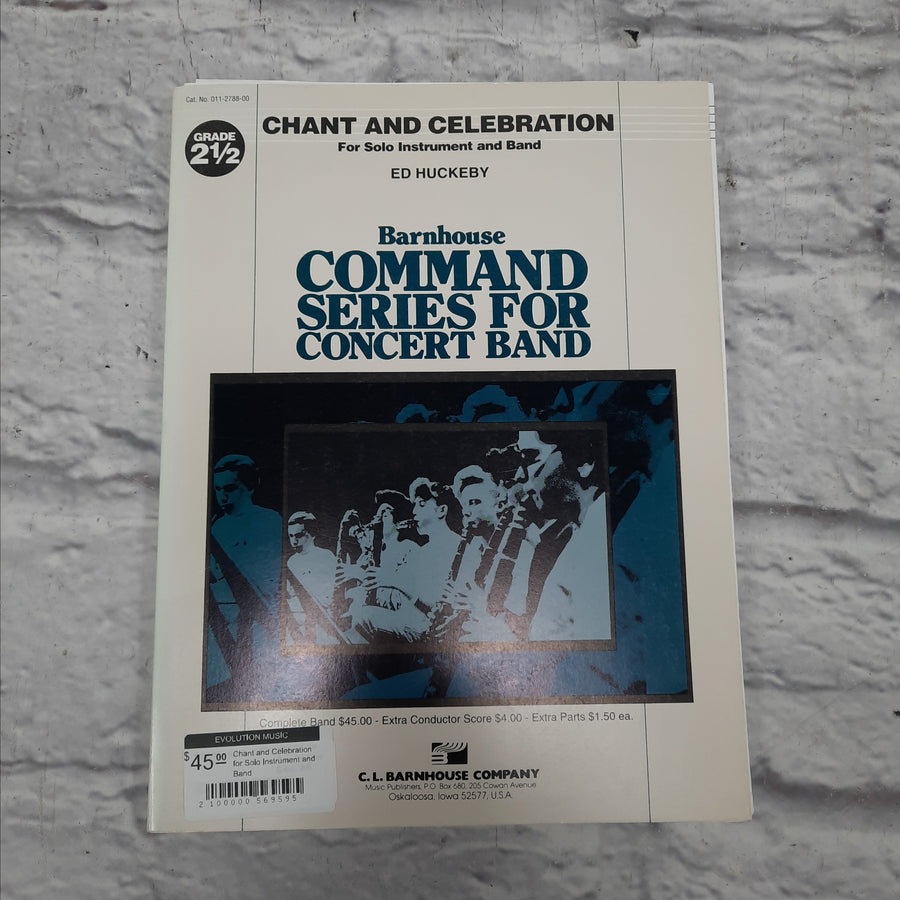 Cat. No. 011-2788-00
GRADE
2½
CHANT AND CELEBRATION
For Solo Instrument and Band
ED HUCKEBY
Barnhouse
COMMAND
SERIES FOR
CONCERT BAND
Complete Band $45.00 - Extra Conductor Score $4.00 - Extra Parts $1.50 ea.
EVOLUTION MUSIC
$45.00
Chant and Celebration
for Solo Instrument and
Band
2 100000 569595
B
C. L. BARNHOUSE COMPANY
Music Publishers, P.O. Box 680, 205 Cowan Avenue
Oskaloosa, Iowa 52577, U.S.A.